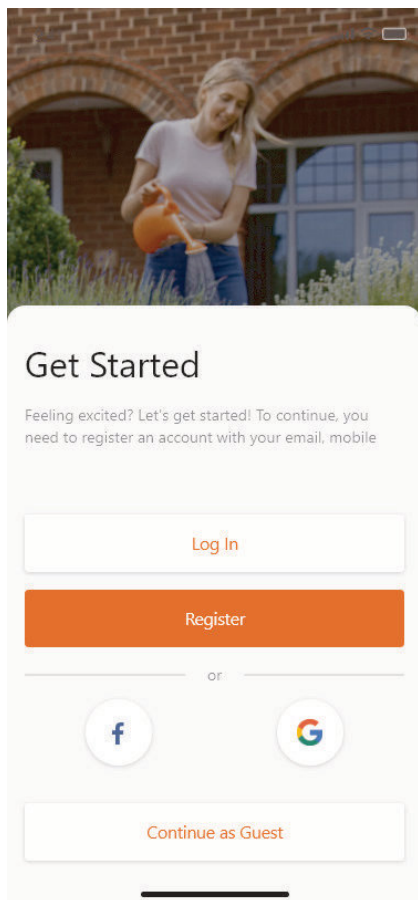 Get Started
Feeling excited? Let's get started! To continue, you
need to register an account with your email, mobile
Log In
Register
or
Continue as Guest